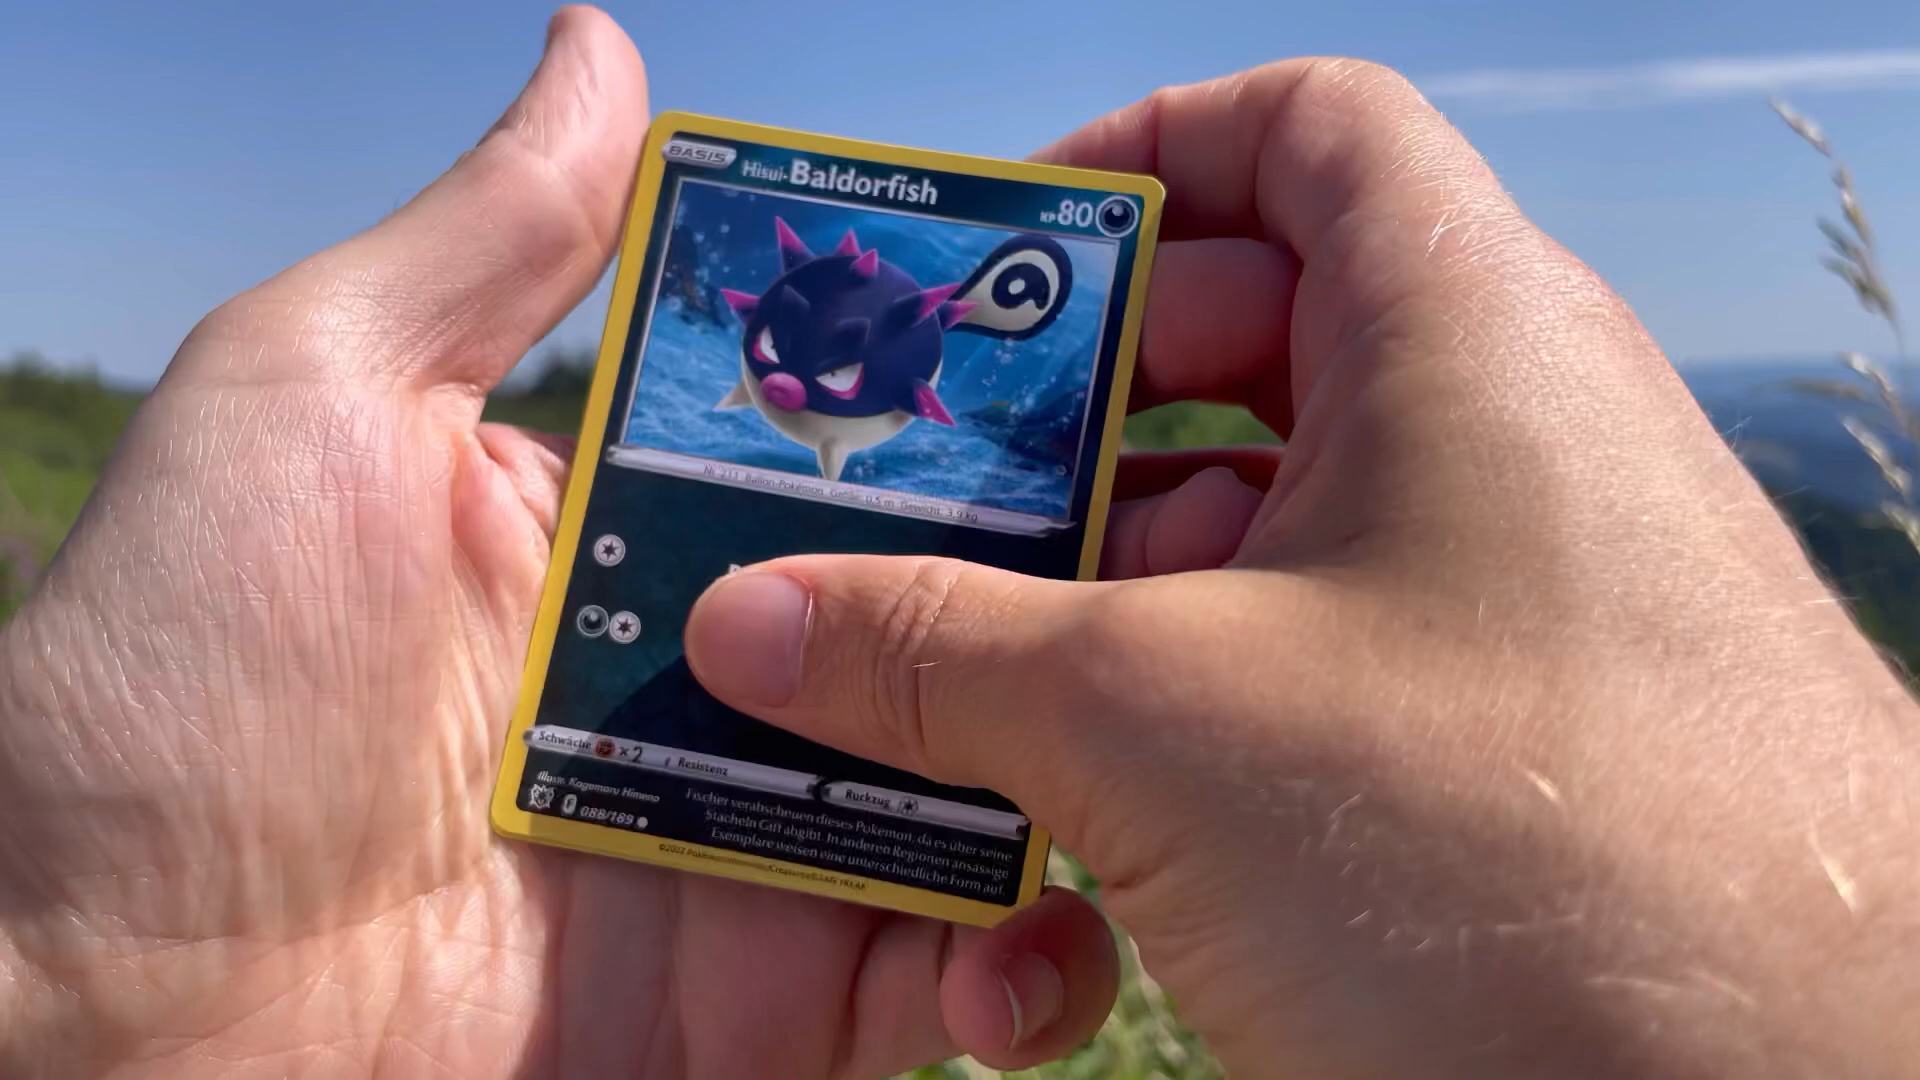 BASIS
Hisui-Baldorfish
KP80
Nr. 211 Ballon-Pokémon Größe: 0,5 m Gewicht: 3,9 kg
Schwäche ×2 Resistenz Rückzug
Illus. Kagemaru Himeno
088/189
Fischer verabscheuen dieses Pokémon, da es über seine
Stacheln Gift abgibt. In anderen Regionen ansässige
Exemplare weisen eine unterschiedliche Form auf.